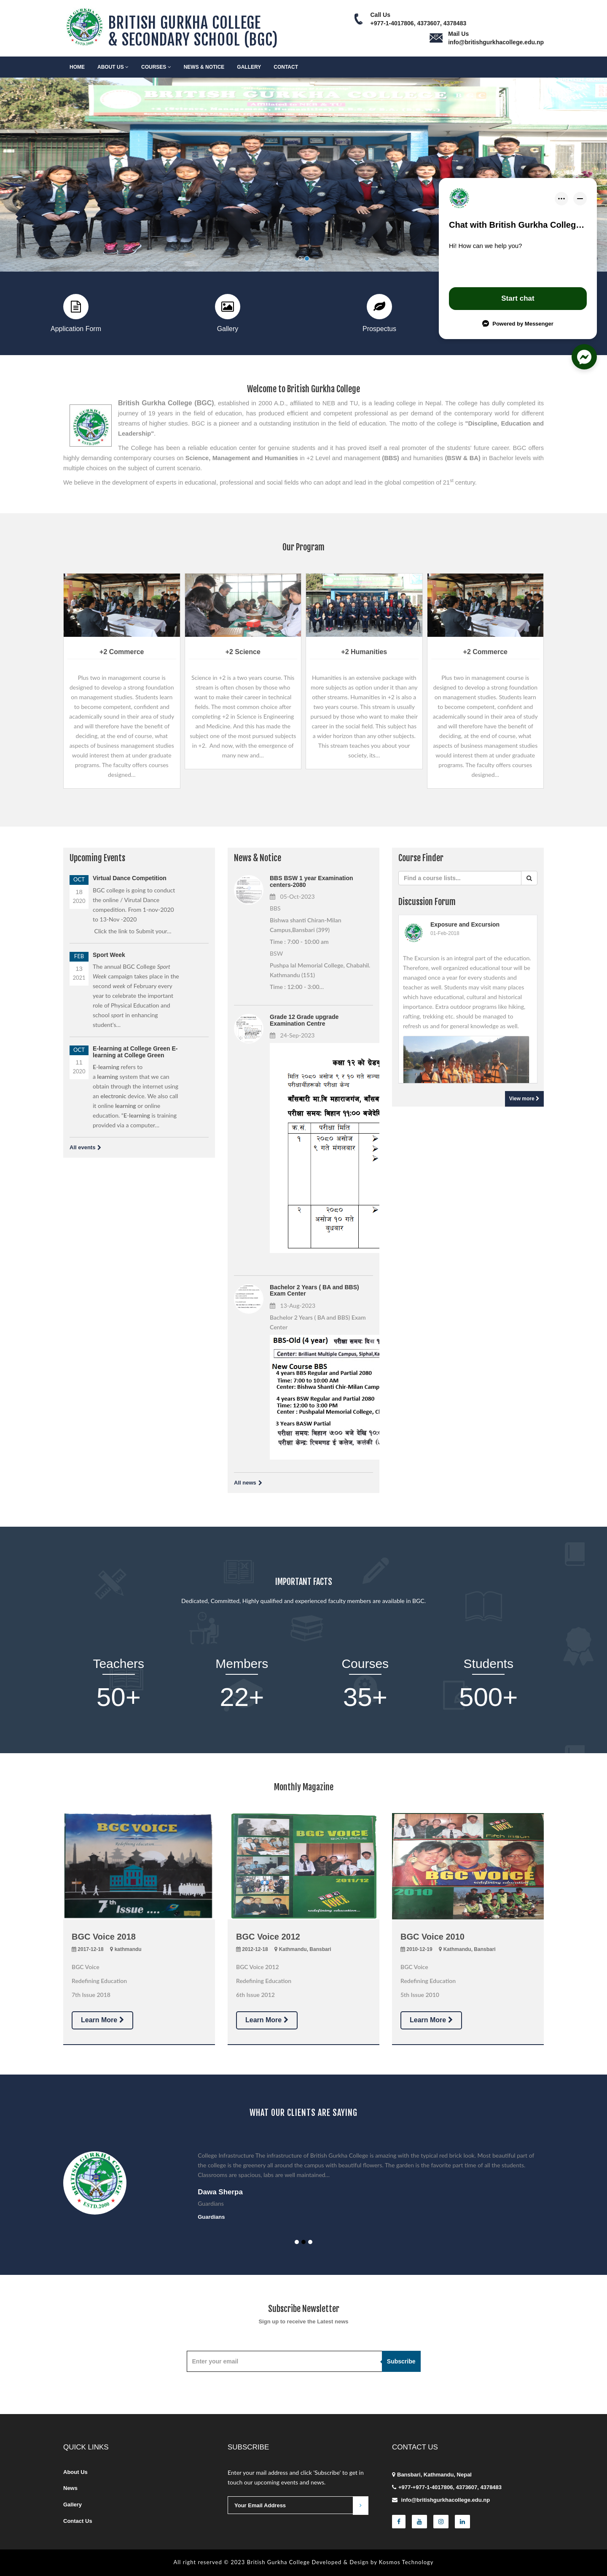 BRITISH GURKHA COLLEGE
& SECONDARY SCHOOL (BGC)
Call Us
+977-1-4017806, 4373607, 4378483
Mail Us
info@britishgurkhacollege.edu.np
HOME ABOUT US COURSES NEWS & NOTICE GALLERY CONTACT
Chat with British Gurkha Colleg…
Hi! How can we help you?
Start chat
Powered by Messenger
Application Form
Gallery
Prospectus
Welcome to British Gurkha College
British Gurkha College (BGC), established in 2000 A.D., affiliated to NEB and TU, is a leading college in Nepal. The college has dully completed its
journey of 19 years in the field of education, has produced efficient and competent professional as per demand of the contemporary world for different
streams of higher studies. BGC is a pioneer and a outstanding institution in the field of education. The motto of the college is "Discipline, Education and
Leadership".
The College has been a reliable education center for genuine students and it has proved itself a real promoter of the students' future career. BGC offers
highly demanding contemporary courses on Science, Management and Humanities in +2 Level and management (BBS) and humanities (BSW & BA) in Bachelor levels with
multiple choices on the subject of current scenario.
We believe in the development of experts in educational, professional and social fields who can adopt and lead in the global competition of 21st century.
Our Program
+2 Commerce
Plus two in management course is
designed to develop a strong foundation
on management studies. Students learn
to become competent, confident and
academically sound in their area of study
and will therefore have the benefit of
deciding, at the end of course, what
aspects of business management studies
would interest them at under graduate
programs. The faculty offers courses
designed...
+2 Science
Science in +2 is a two years course. This
stream is often chosen by those who
want to make their career in technical
fields. The most common choice after
completing +2 in Science is Engineering
and Medicine. And this has made the
subject one of the most pursued subjects
in +2. And now, with the emergence of
many new and...
+2 Humanities
Humanities is an extensive package with
more subjects as option under it than any
other streams. Humanities in +2 is also a
two years course. This stream is usually
pursued by those who want to make their
career in the social field. This subject has
a wider horizon than any other subjects.
This stream teaches you about your
society, its...
+2 Commerce
Plus two in management course is
designed to develop a strong foundation
on management studies. Students learn
to become competent, confident and
academically sound in their area of study
and will therefore have the benefit of
deciding, at the end of course, what
aspects of business management studies
would interest them at under graduate
programs. The faculty offers courses
designed...
Upcoming Events
OCT
18
2020
Virtual Dance Competition
BGC college is going to conduct
the online / Virutal Dance
compedition. From 1-nov-2020
to 13-Nov -2020
Click the link to Submit your...
FEB
13
2021
Sport Week
The annual BGC College Sport
Week campaign takes place in the
second week of February every
year to celebrate the important
role of Physical Education and
school sport in enhancing
student's...
OCT
11
2020
E-learning at College Green E-
learning at College Green
E-learning refers to
a learning system that we can
obtain through the internet using
an electronic device. We also call
it online learning or online
education. "E-learning is training
provided via a computer...
All events
News & Notice
BBS BSW 1 year Examination
centers-2080
05-Oct-2023
BBS
Bishwa shanti Chiran-Milan
Campus,Bansbari (399)
Time : 7:00 - 10:00 am
BSW
Pushpa lal Memorial College, Chabahil,
Kathmandu (151)
Time : 12:00 - 3:00...
Grade 12 Grade upgrade
Examination Centre
24-Sep-2023
कक्षा १२ को ग्रेड
मिति २०८० असोज ९ र १० गते
परीक्षार्थीहरूको परीक्षा केन्द्र
बाँसबारी मा.वि महाराजगंज, बाँस
परीक्षा समय: बिहान ११:०० बजेदेखि
क.सं. परीक्षा मिति
१ २०८० असोज
९ गते मंगलबार
२ २०८०
असोज १० गते
बुधवार
Bachelor 2 Years ( BA and BBS)
Exam Center
13-Aug-2023
Bachelor 2 Years ( BA and BBS) Exam
Center
BBS-Old (4 year) परीक्षा समय: दिन
Center: Brilliant Multiple Campus, Siphal,Ka
New Course BBS
4 years BBS Regular and Partial 2080
Time: 7:00 to 10:00 AM
Center: Bishwa Shanti Chir-Milan Camp
4 years BSW Regular and Partial 2080
Time: 12:00 to 3:00 PM
Center : Pushpalal Memorial College, C
3 Years BASW Partial
परीक्षा समय: बिहान ७:०० बजे देखि १०:
परीक्षा केन्द्र: रिचमण्ड ई कलेज, कलंकी
All news
Course Finder
Find a course lists...
Discussion Forum
Exposure and Excursion
01-Feb-2018
The Excursion is an integral part of the education.
Therefore, well organized educational tour will be
managed once a year for every students and
teacher as well. Students may visit many places
which have educational, cultural and historical
importance. Extra outdoor programs like hiking,
rafting, trekking etc. should be managed to
refresh us and for general knowledge as well.
View more
IMPORTANT FACTS
Dedicated, Committed, Highly qualified and experienced faculty members are available in BGC.
Teachers
50+
Members
22+
Courses
35+
Students
500+
Monthly Magazine
BGC VOICE
7th Issue ....
BGC VOICE
2011/12
BGC VOICE
2010
BGC Voice 2018
2017-12-18 kathmandu
BGC Voice
Redefining Education
7th Issue 2018
Learn More
BGC Voice 2012
2012-12-18 Kathmandu, Bansbari
BGC Voice 2012
Redefining Education
6th Issue 2012
Learn More
BGC Voice 2010
2010-12-19 Kathmandu, Bansbari
BGC Voice
Redefining Education
5th Issue 2010
Learn More
WHAT OUR CLIENTS ARE SAYING
College Infrastructure The infrastructure of British Gurkha College is amazing with the typical red brick look. Most beautiful part of
the college is the greenery all around the campus with beautiful flowers. The garden is the favorite part time of all the students.
Classrooms are spacious, labs are well maintained...
Dawa Sherpa
Guardians
Guardians
Subscribe Newsletter
Sign up to receive the Latest news
Enter your email
Subscribe
QUICK LINKS
About Us
News
Gallery
Contact Us
SUBSCRIBE
Enter your mail address and click 'Subscribe' to get in
touch our upcoming events and news.
Your Email Address
CONTACT US
Bansbari, Kathmandu, Nepal
+977-+977-1-4017806, 4373607, 4378483
info@britishgurkhacollege.edu.np
All right reserved © 2023 British Gurkha College Developed & Design by Kosmos Technology